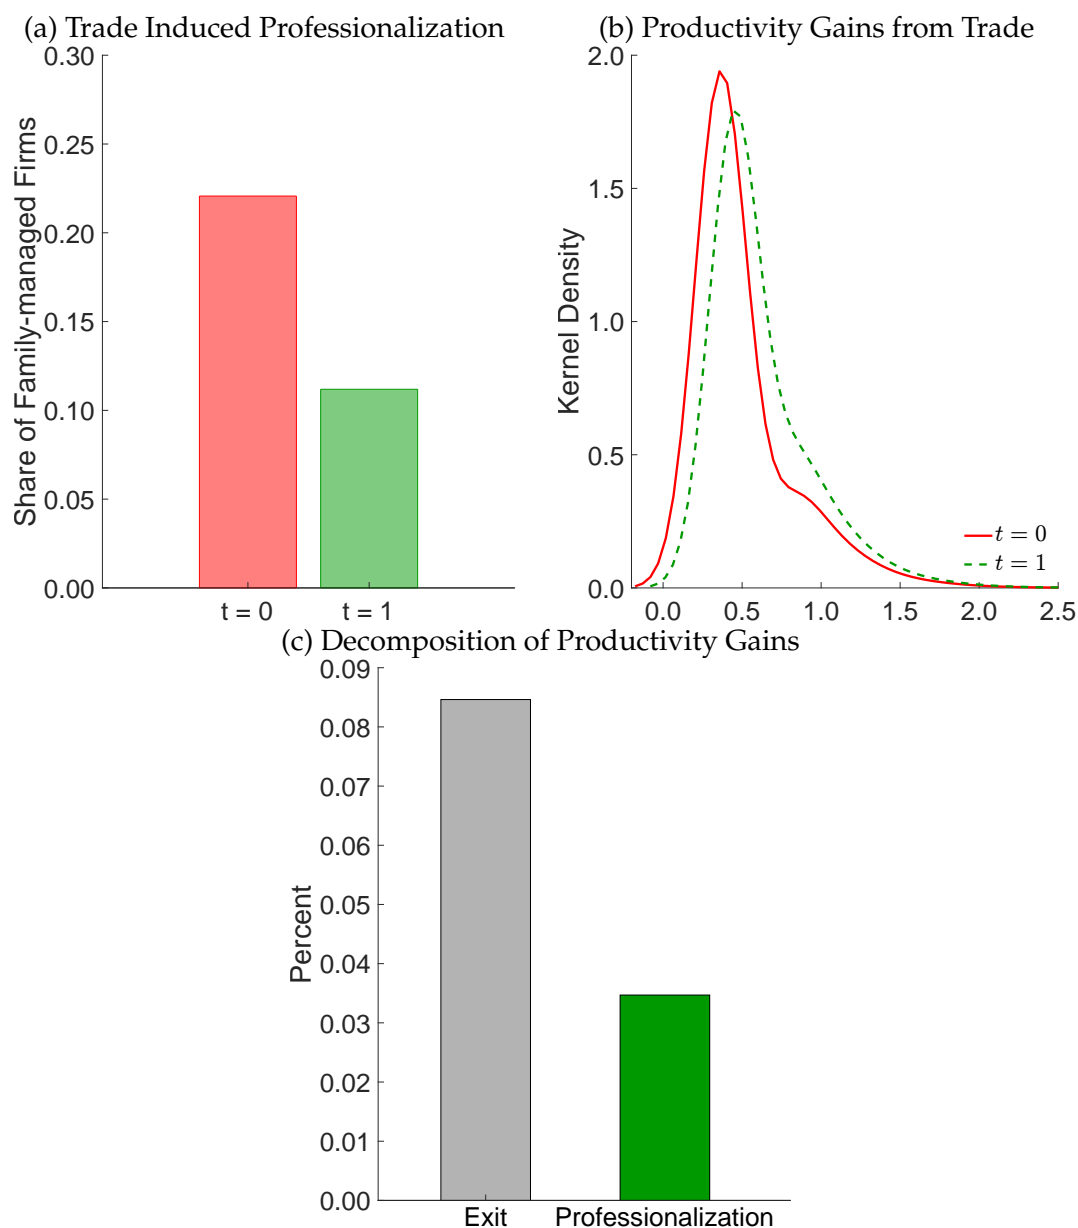 (a) Trade Induced Professionalization
0.30
0.25
0.20
0.15
0.10
0.05
0.00
Share of Family-managed Firms
t = 0
t = 1
(b) Productivity Gains from Trade
2.0
1.5
1.0
0.5
0.0
Kernel Density
t = 0
t = 1
0.0
0.5
1.0
1.5
2.0
2.5
(c) Decomposition of Productivity Gains
0.09
0.08
0.07
0.06
0.05
0.04
0.03
0.02
0.01
0.00
Percent
Exit
Professionalization